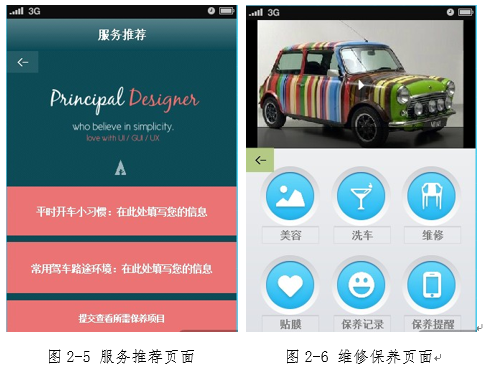 3G
服务推荐
Principal Designer
who believe in simplicity.
love with UI / GUI / UX
平时开车小习惯：在此处填写您的信息
常用驾车路途环境：在此处填写您的信息
提交查看所需保养项目
图 2-5 服务推荐页面
3G
美容
洗车
维修
贴膜
保养记录
保养提醒
图 2-6 维修保养页面